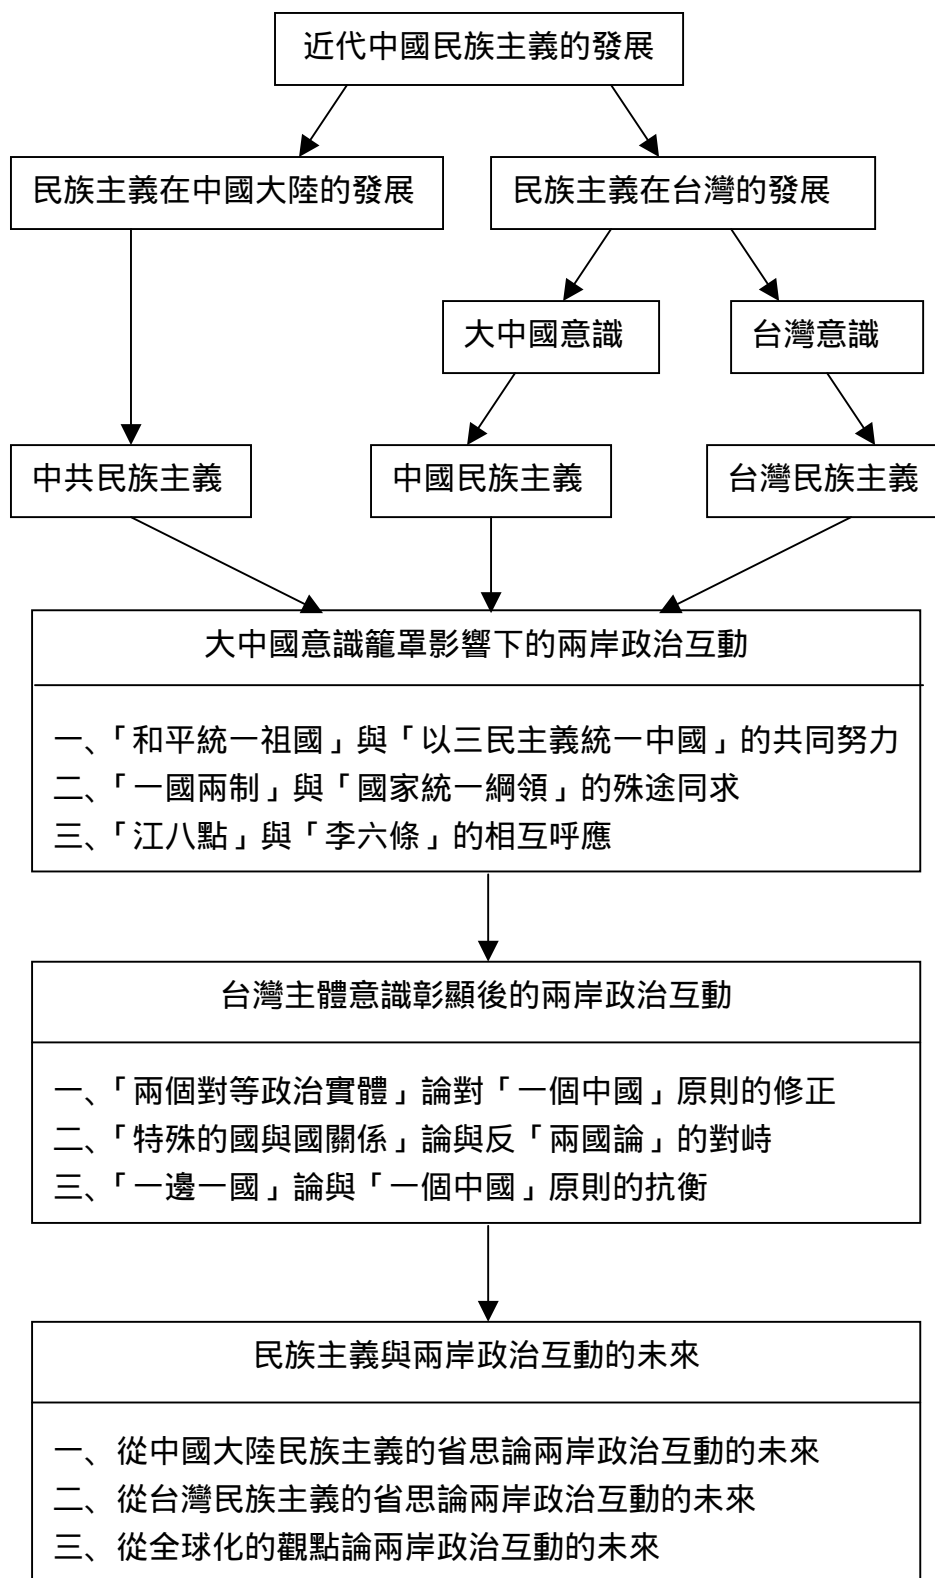 近代中國民族主義的發展
民族主義在中國大陸的發展
民族主義在台灣的發展
大中國意識
台灣意識
中共民族主義
中國民族主義
台灣民族主義
大中國意識籠罩影響下的兩岸政治互動
一、「和平統一祖國」與「以三民主義統一中國」的共同努力
二、「一國兩制」與「國家統一綱領」的殊途同求
三、「江八點」與「李六條」的相互呼應
台灣主體意識彰顯後的兩岸政治互動
一、「兩個對等政治實體」論對「一個中國」原則的修正
二、「特殊的國與國關係」論與反「兩國論」的對峙
三、「一邊一國」論與「一個中國」原則的抗衡
民族主義與兩岸政治互動的未來
一、從中國大陸民族主義的省思論兩岸政治互動的未來
二、從台灣民族主義的省思論兩岸政治互動的未來
三、從全球化的觀點論兩岸政治互動的未來